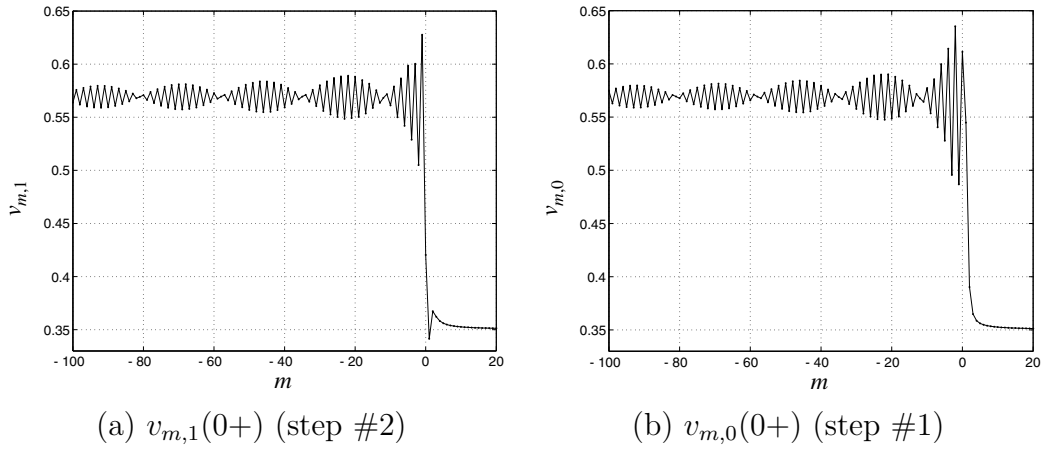 0.65
0.6
0.55
0.5
0.45
0.4
0.35
v_{m,1}
- 100 - 80 - 60 - 40 - 20 0 20
m
(a) v_{m,1}(0+) (step #2)
0.65
0.6
0.55
0.5
0.45
0.4
0.35
v_{m,0}
- 100 - 80 - 60 - 40 - 20 0 20
m
(b) v_{m,0}(0+) (step #1)